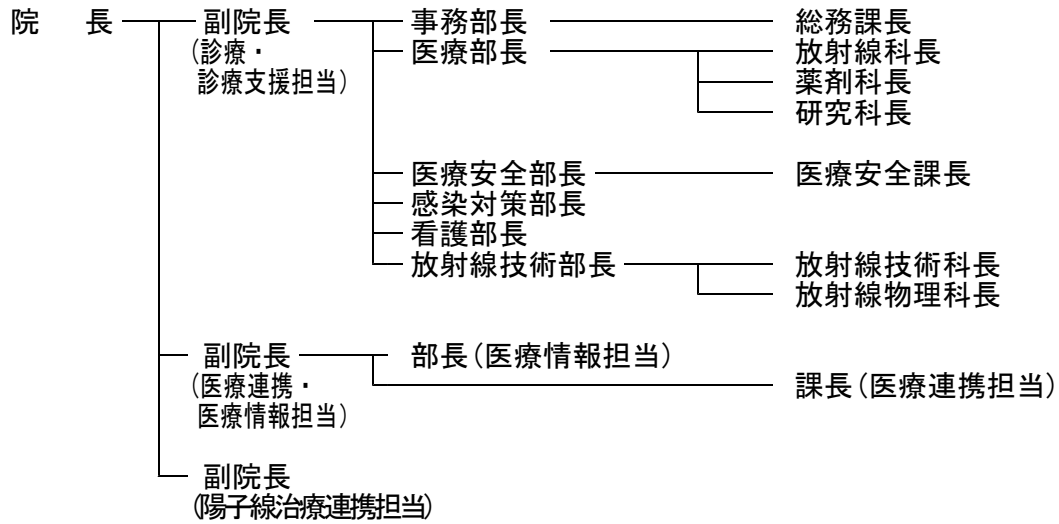 院　　長 副院長 事務部長 総務課長
(診療・ 医療部長 放射線科長
診療支援担当) 薬剤科長
研究科長
医療安全部長 医療安全課長
感染対策部長
看護部長
放射線技術部長 放射線技術科長
放射線物理科長
副院長 部長(医療情報担当)
(医療連携・ 課長(医療連携担当)
医療情報担当)
副院長
(陽子線治療連携担当)